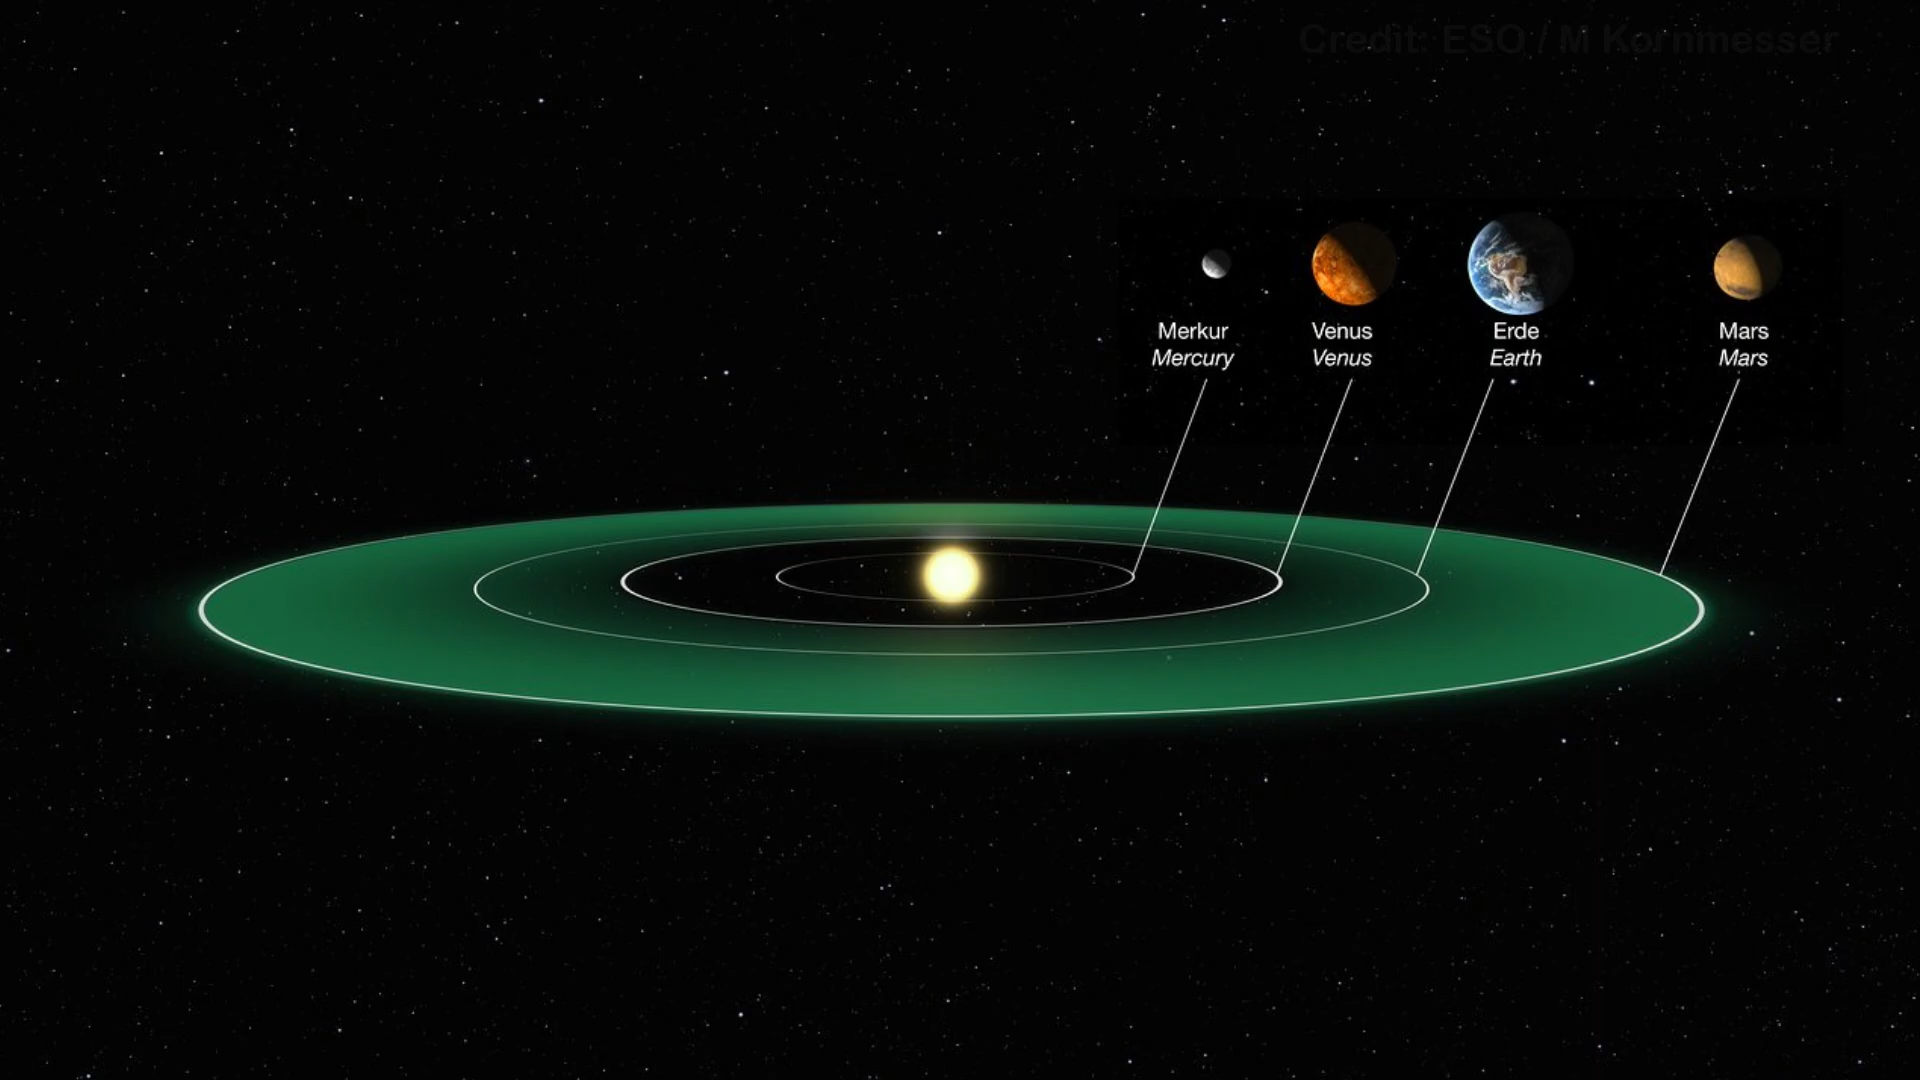 Credit: ESO / M Kornmesser
Merkur
Mercury
Venus
Venus
Erde
Earth
Mars
Mars